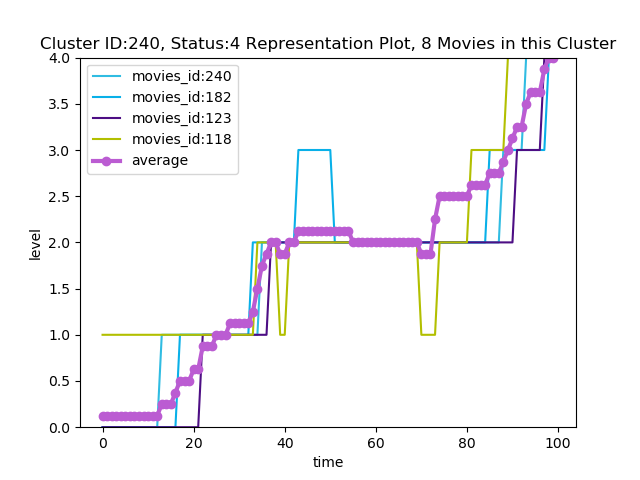 Cluster ID:240, Status:4 Representation Plot, 8 Movies in this Cluster
movies_id:240
movies_id:182
movies_id:123
movies_id:118
average
4.0
3.5
3.0
2.5
2.0
1.5
1.0
0.5
0.0
level
0
20
40
60
80
100
time